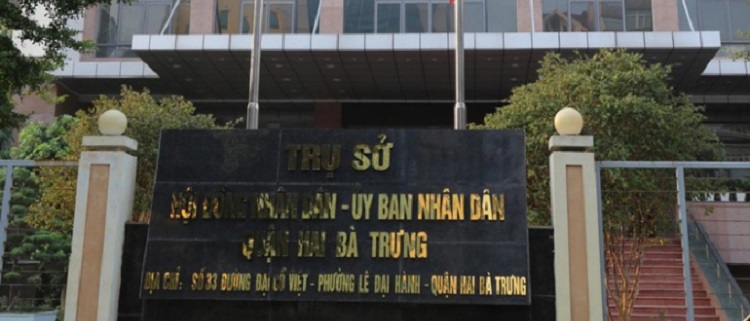 TRỤ SỞ
HỘI ĐỒNG NHÂN DÂN - ỦY BAN NHÂN DÂN
QUẬN HAI BÀ TRƯNG
ĐỊA CHỈ: SỐ 33 ĐƯỜNG ĐẠI CỒ VIỆT - PHƯỜNG LÊ ĐẠI HÀNH - QUẬN HAI BÀ TRƯNG